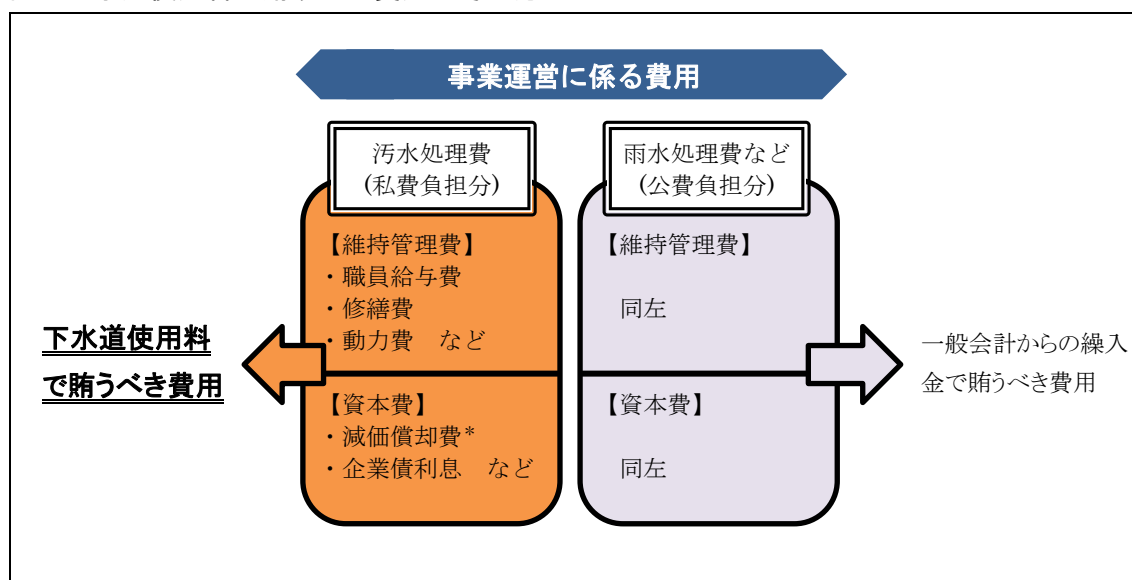 事業運営に係る費用
汚水処理費
(私費負担分)
雨水処理費など
(公費負担分)
【維持管理費】
・職員給与費
・修繕費
・動力費　など
【維持管理費】
同左
下水道使用料
で賄うべき費用
一般会計からの繰入
金で賄うべき費用
【資本費】
・減価償却費*
・企業債利息　など
【資本費】
同左